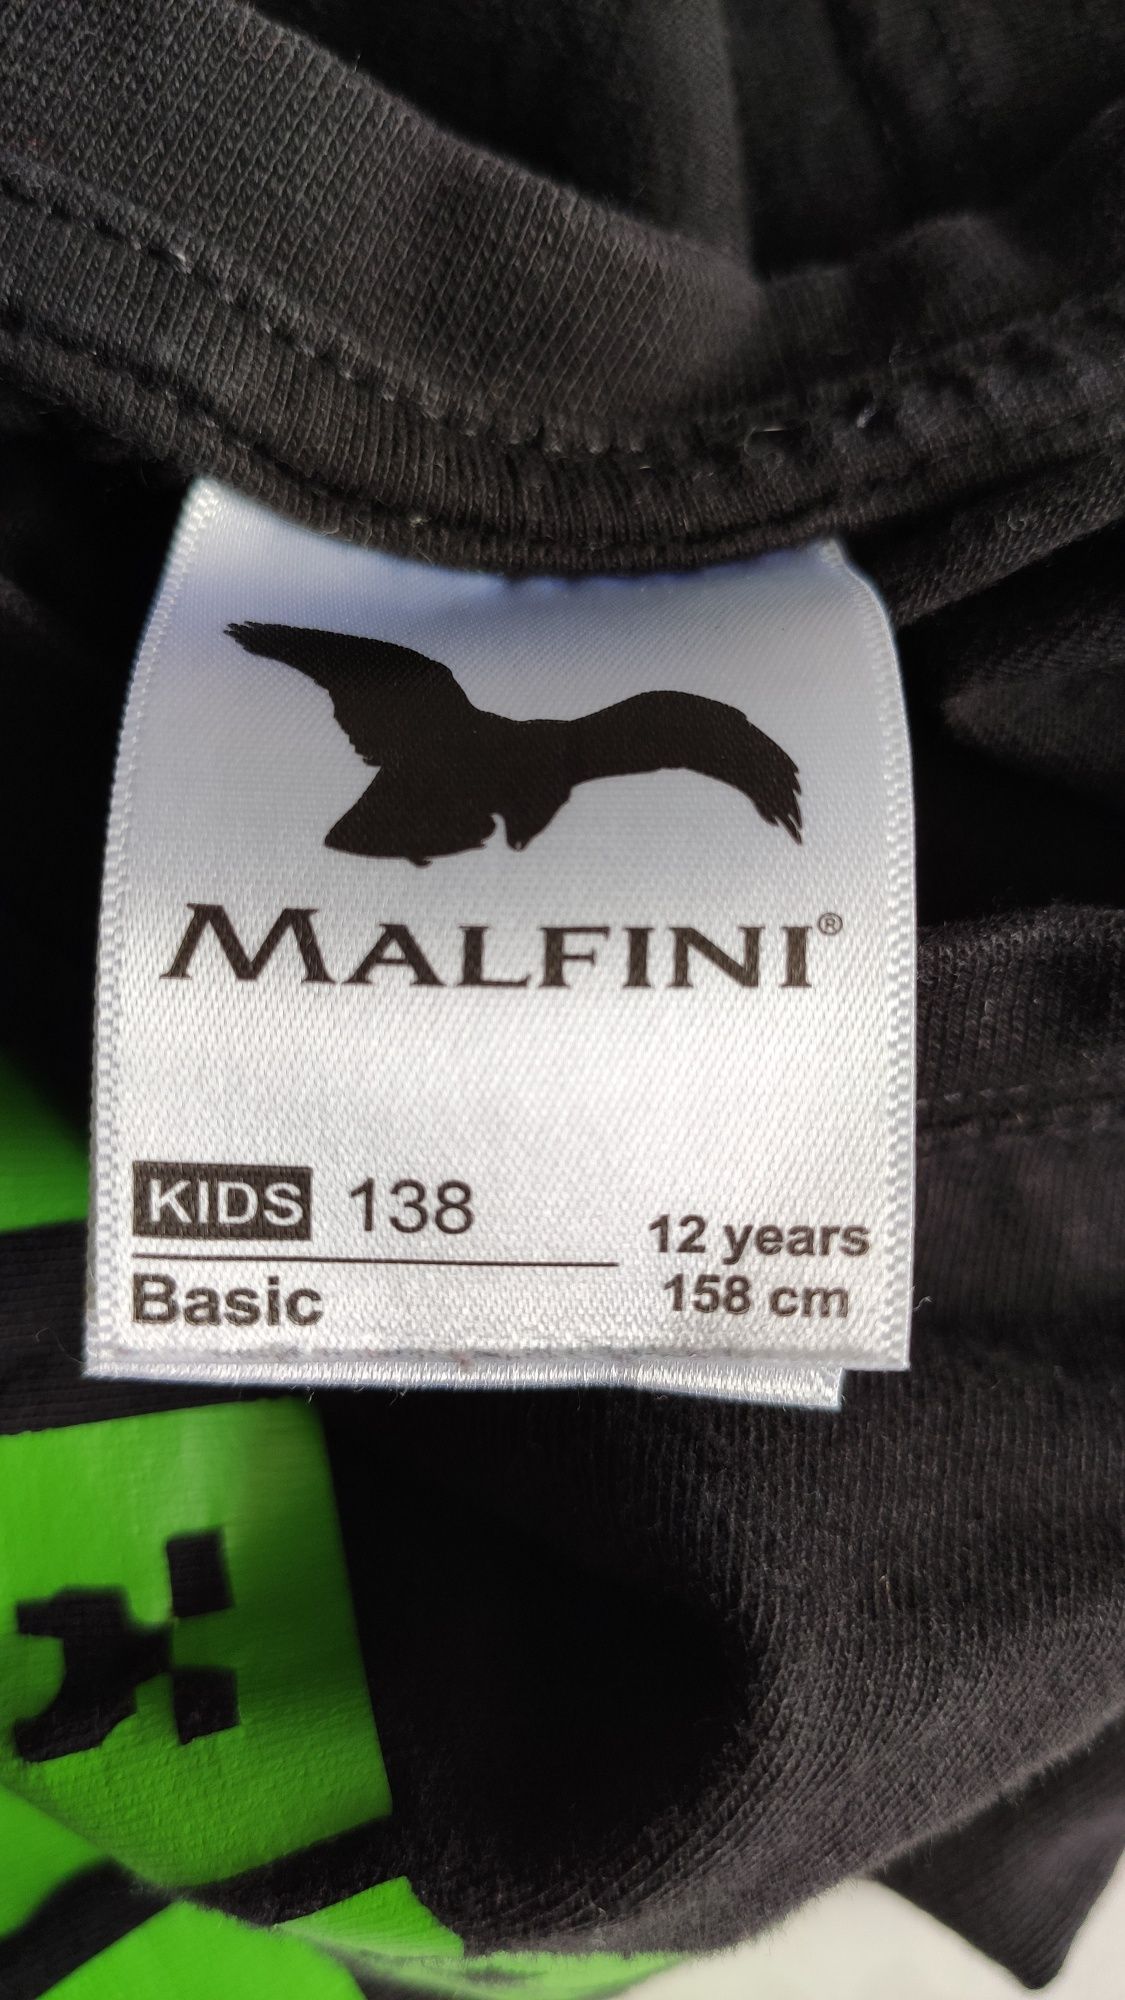 MALFINI®
KIDS 138
Basic
12 years
158 cm